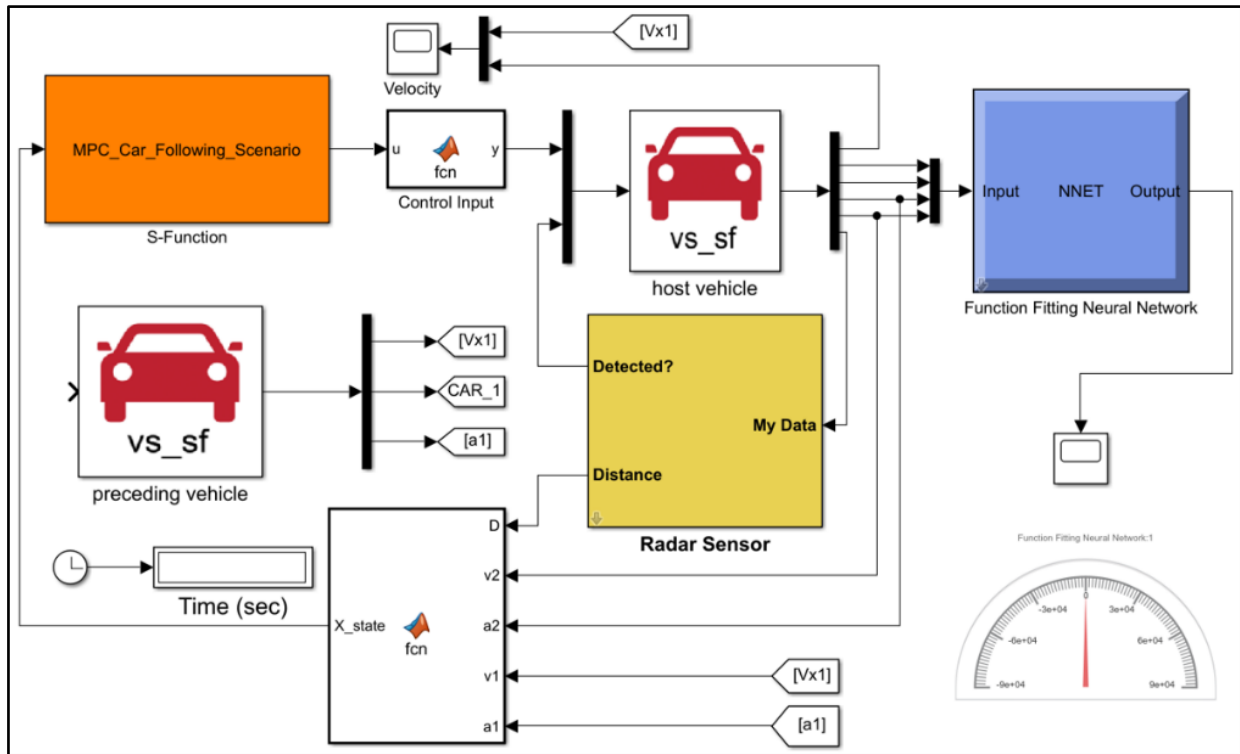 [Vx1]
Velocity
MPC_Car_Following_Scenario
S-Function
u
fcn
y
Control Input
vs_sf
host vehicle
Input
NNET
Output
Function Fitting Neural Network
vs_sf
preceding vehicle
[Vx1]
CAR_1
[a1]
Detected?
My Data
Distance
Radar Sensor
Time (sec)
X_state
fcn
D
v2
a2
v1
a1
[Vx1]
[a1]
Function Fitting Neural Network:1
-9e+04
-6e+04
-3e+04
0
3e+04
6e+04
9e+04